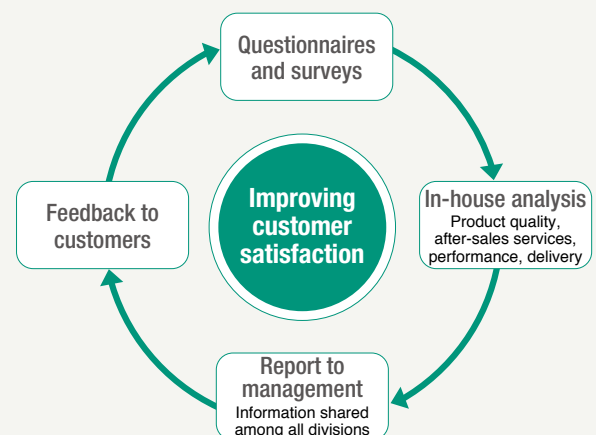 Questionnaires
and surveys
In-house analysis
Product quality,
after-sales services,
performance, delivery
Report to
management
Information shared
among all divisions
Feedback to
customers
Improving
customer
satisfaction